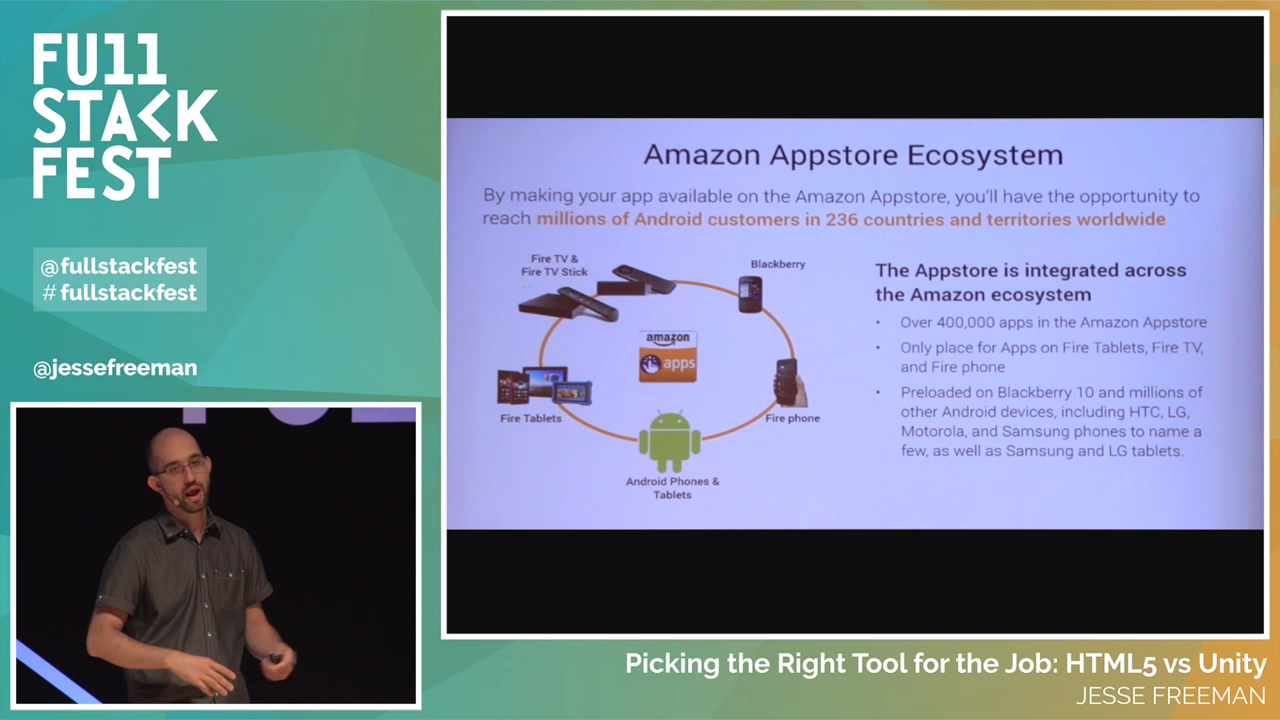 FULL
STACK
FEST
@fullstackfest
# fullstackfest
@jessefreeman
Amazon Appstore Ecosystem
By making your app available on the Amazon Appstore, you'll have the opportunity to
reach millions of Android customers in 236 countries and territories worldwide
Fire TV &
Fire TV Stick
Blackberry
amazon
apps
Fire Tablets
Fire phone
Android Phones &
Tablets
The Appstore is integrated across
the Amazon ecosystem
• Over 400,000 apps in the Amazon Appstore
• Only place for Apps on Fire Tablets, Fire TV,
and Fire phone
• Preloaded on Blackberry 10 and millions of
other Android devices, including HTC, LG,
Motorola, and Samsung phones to name a
few, as well as Samsung and LG tablets.
Picking the Right Tool for the Job: HTML5 vs Unity
JESSE FREEMAN